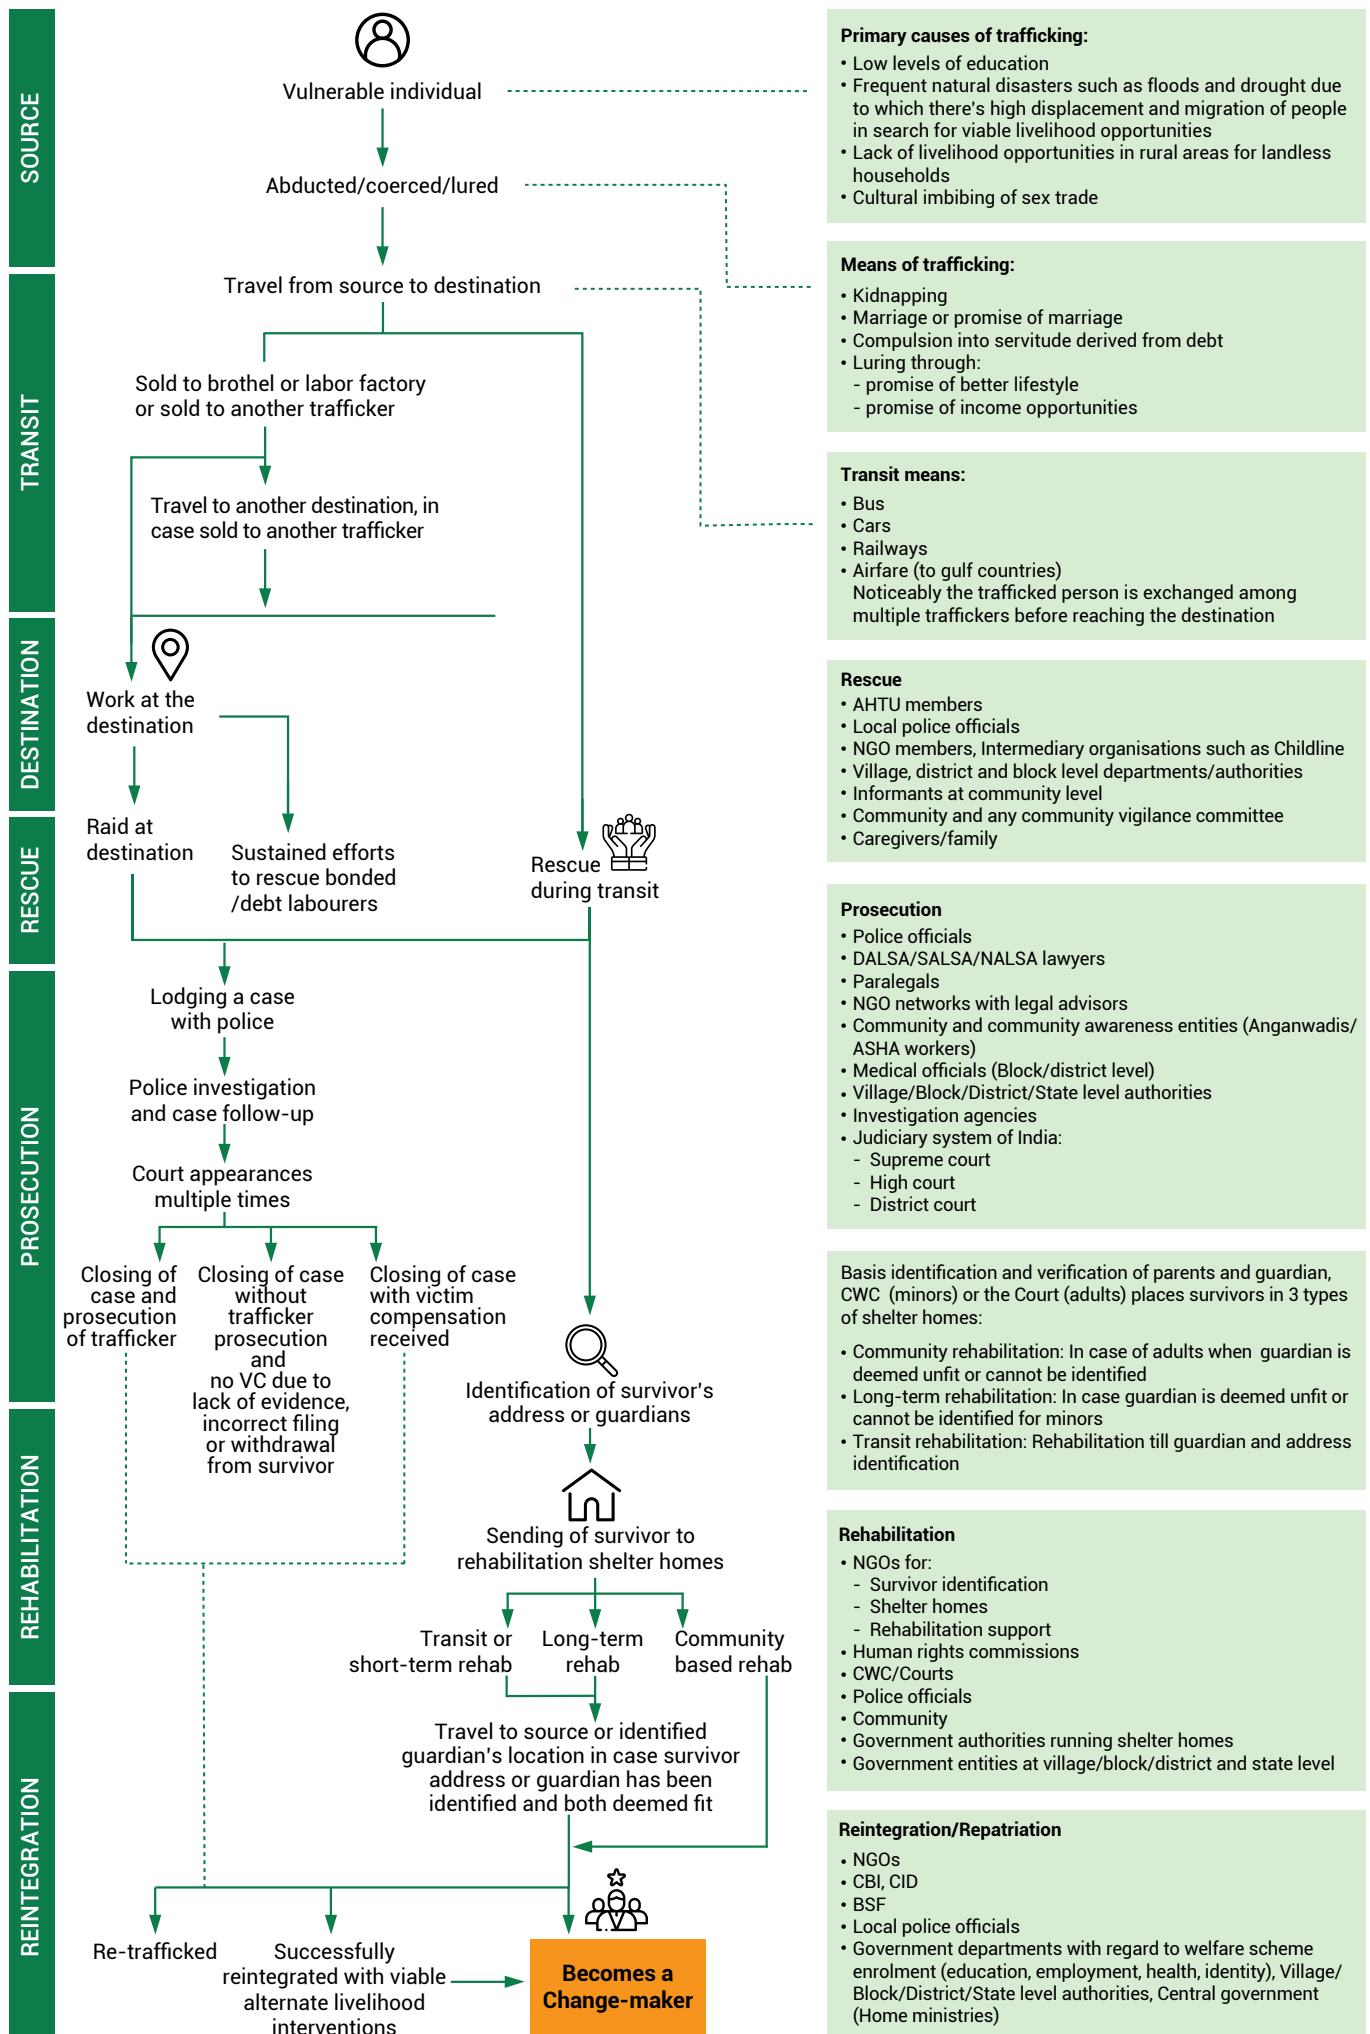 SOURCE
Vulnerable individual
Abducted/coerced/lured
TRANSIT
Travel from source to destination
Sold to brothel or labor factory
or sold to another trafficker
Travel to another destination, in
case sold to another trafficker
DESTINATION
Work at the
destination
RESCUE
Raid at
destination
Sustained efforts
to rescue bonded
/debt labourers
Rescue
during transit
PROSECUTION
Lodging a case
with police
Police investigation
and case follow-up
Court appearances
multiple times
Closing of
case and
prosecution
of trafficker
Closing of case
without
trafficker
prosecution
and
no VC due to
lack of evidence,
incorrect filing
or withdrawal
from survivor
Closing of case
with victim
compensation
received
Identification of survivor's
address or guardians
REHABILITATION
Sending of survivor to
rehabilitation shelter homes
Transit or
short-term rehab
Long-term
rehab
Community
based rehab
REINTEGRATION
Travel to source or identified
guardian's location in case survivor
address or guardian has been
identified and both deemed fit
Re-trafficked
Successfully
reintegrated with viable
alternate livelihood
interventions
Becomes a
Change-maker
Primary causes of trafficking:
• Low levels of education
• Frequent natural disasters such as floods and drought due
to which there's high displacement and migration of people
in search for viable livelihood opportunities
• Lack of livelihood opportunities in rural areas for landless
households
• Cultural imbibing of sex trade
Means of trafficking:
• Kidnapping
• Marriage or promise of marriage
• Compulsion into servitude derived from debt
• Luring through:
- promise of better lifestyle
- promise of income opportunities
Transit means:
• Bus
• Cars
• Railways
• Airfare (to gulf countries)
Noticeably the trafficked person is exchanged among
multiple traffickers before reaching the destination
Rescue
• AHTU members
• Local police officials
• NGO members, Intermediary organisations such as Childline
• Village, district and block level departments/authorities
• Informants at community level
• Community and any community vigilance committee
• Caregivers/family
Prosecution
• Police officials
• DALSA/SALSA/NALSA lawyers
• Paralegals
• NGO networks with legal advisors
• Community and community awareness entities (Anganwadis/
ASHA workers)
• Medical officials (Block/district level)
• Village/Block/District/State level authorities
• Investigation agencies
• Judiciary system of India:
- Supreme court
- High court
- District court
Basis identification and verification of parents and guardian,
CWC (minors) or the Court (adults) places survivors in 3 types
of shelter homes:
• Community rehabilitation: In case of adults when guardian is
deemed unfit or cannot be identified
• Long-term rehabilitation: In case guardian is deemed unfit or
cannot be identified for minors
• Transit rehabilitation: Rehabilitation till guardian and address
identification
Rehabilitation
• NGOs for:
- Survivor identification
- Shelter homes
- Rehabilitation support
• Human rights commissions
• CWC/Courts
• Police officials
• Community
• Government authorities running shelter homes
• Government entities at village/block/district and state level
Reintegration/Repatriation
• NGOs
• CBI, CID
• BSF
• Local police officials
• Government departments with regard to welfare scheme
enrolment (education, employment, health, identity), Village/
Block/District/State level authorities, Central government
(Home ministries)